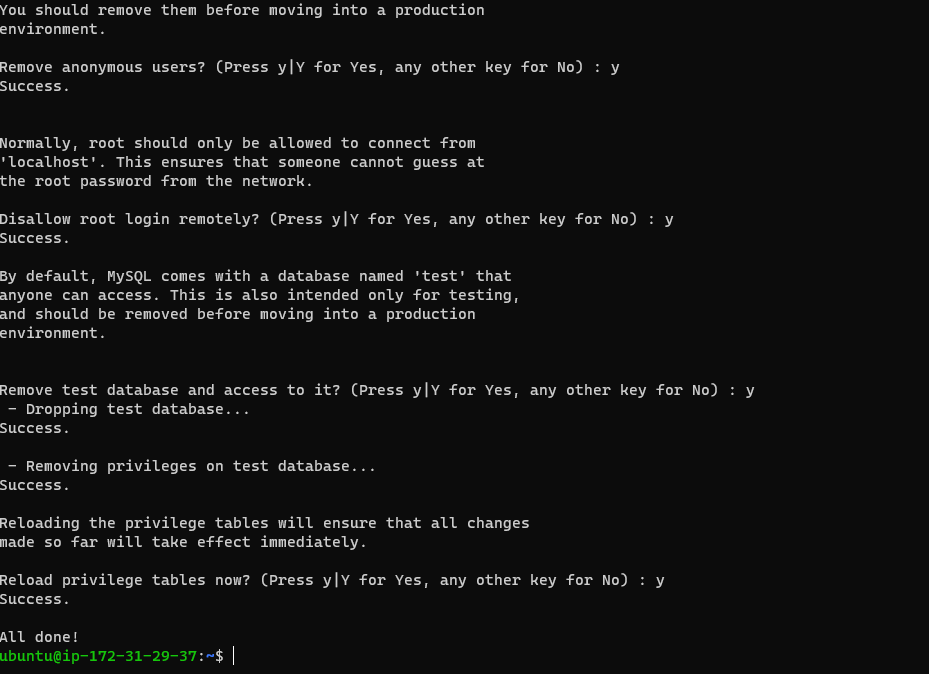 You should remove them before moving into a production
environment.
Remove anonymous users? (Press y|Y for Yes, any other key for No) : y
Success.
Normally, root should only be allowed to connect from
'localhost'. This ensures that someone cannot guess at
the root password from the network.
Disallow root login remotely? (Press y|Y for Yes, any other key for No) : y
Success.
By default, MySQL comes with a database named 'test' that
anyone can access. This is also intended only for testing,
and should be removed before moving into a production
environment.
Remove test database and access to it? (Press y|Y for Yes, any other key for No) : y
 - Dropping test database...
Success.
 - Removing privileges on test database...
Success.
Reloading the privilege tables will ensure that all changes
made so far will take effect immediately.
Reload privilege tables now? (Press y|Y for Yes, any other key for No) : y
Success.
All done!
ubuntu@ip-172-31-29-37:~$